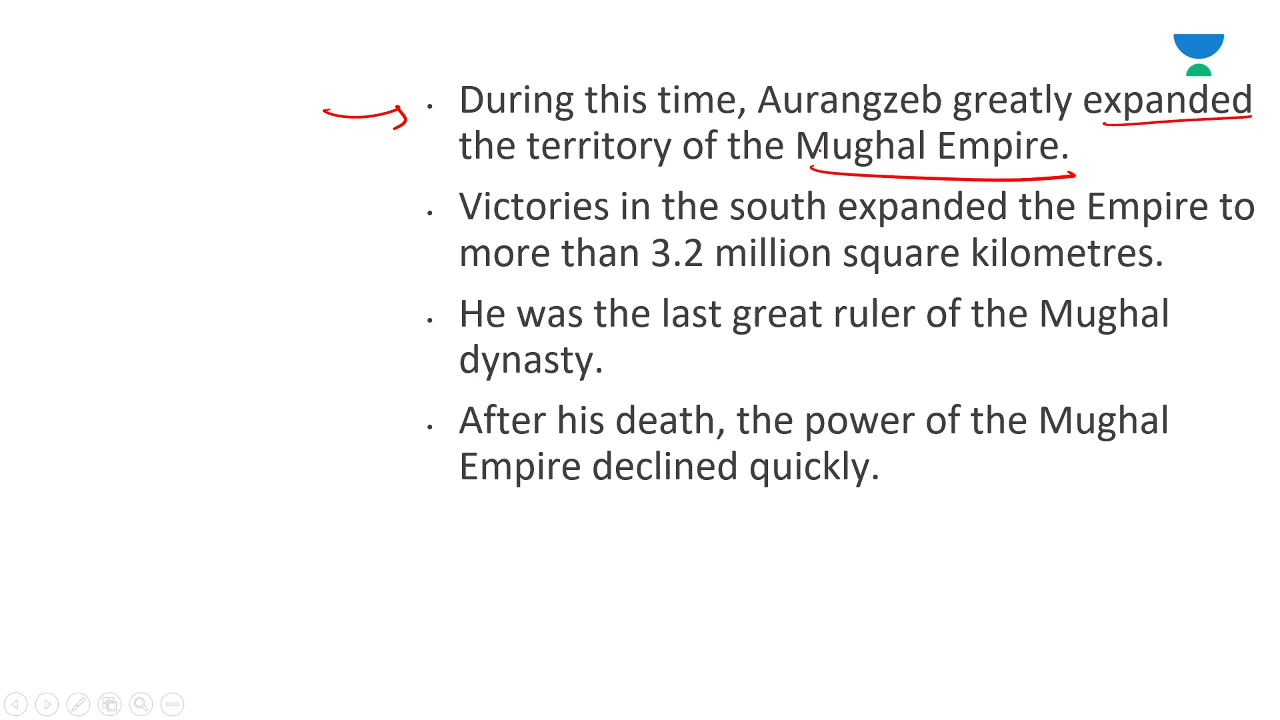 • During this time, Aurangzeb greatly expanded
the territory of the Mughal Empire.
• Victories in the south expanded the Empire to
more than 3.2 million square kilometres.
• He was the last great ruler of the Mughal
dynasty.
• After his death, the power of the Mughal
Empire declined quickly.